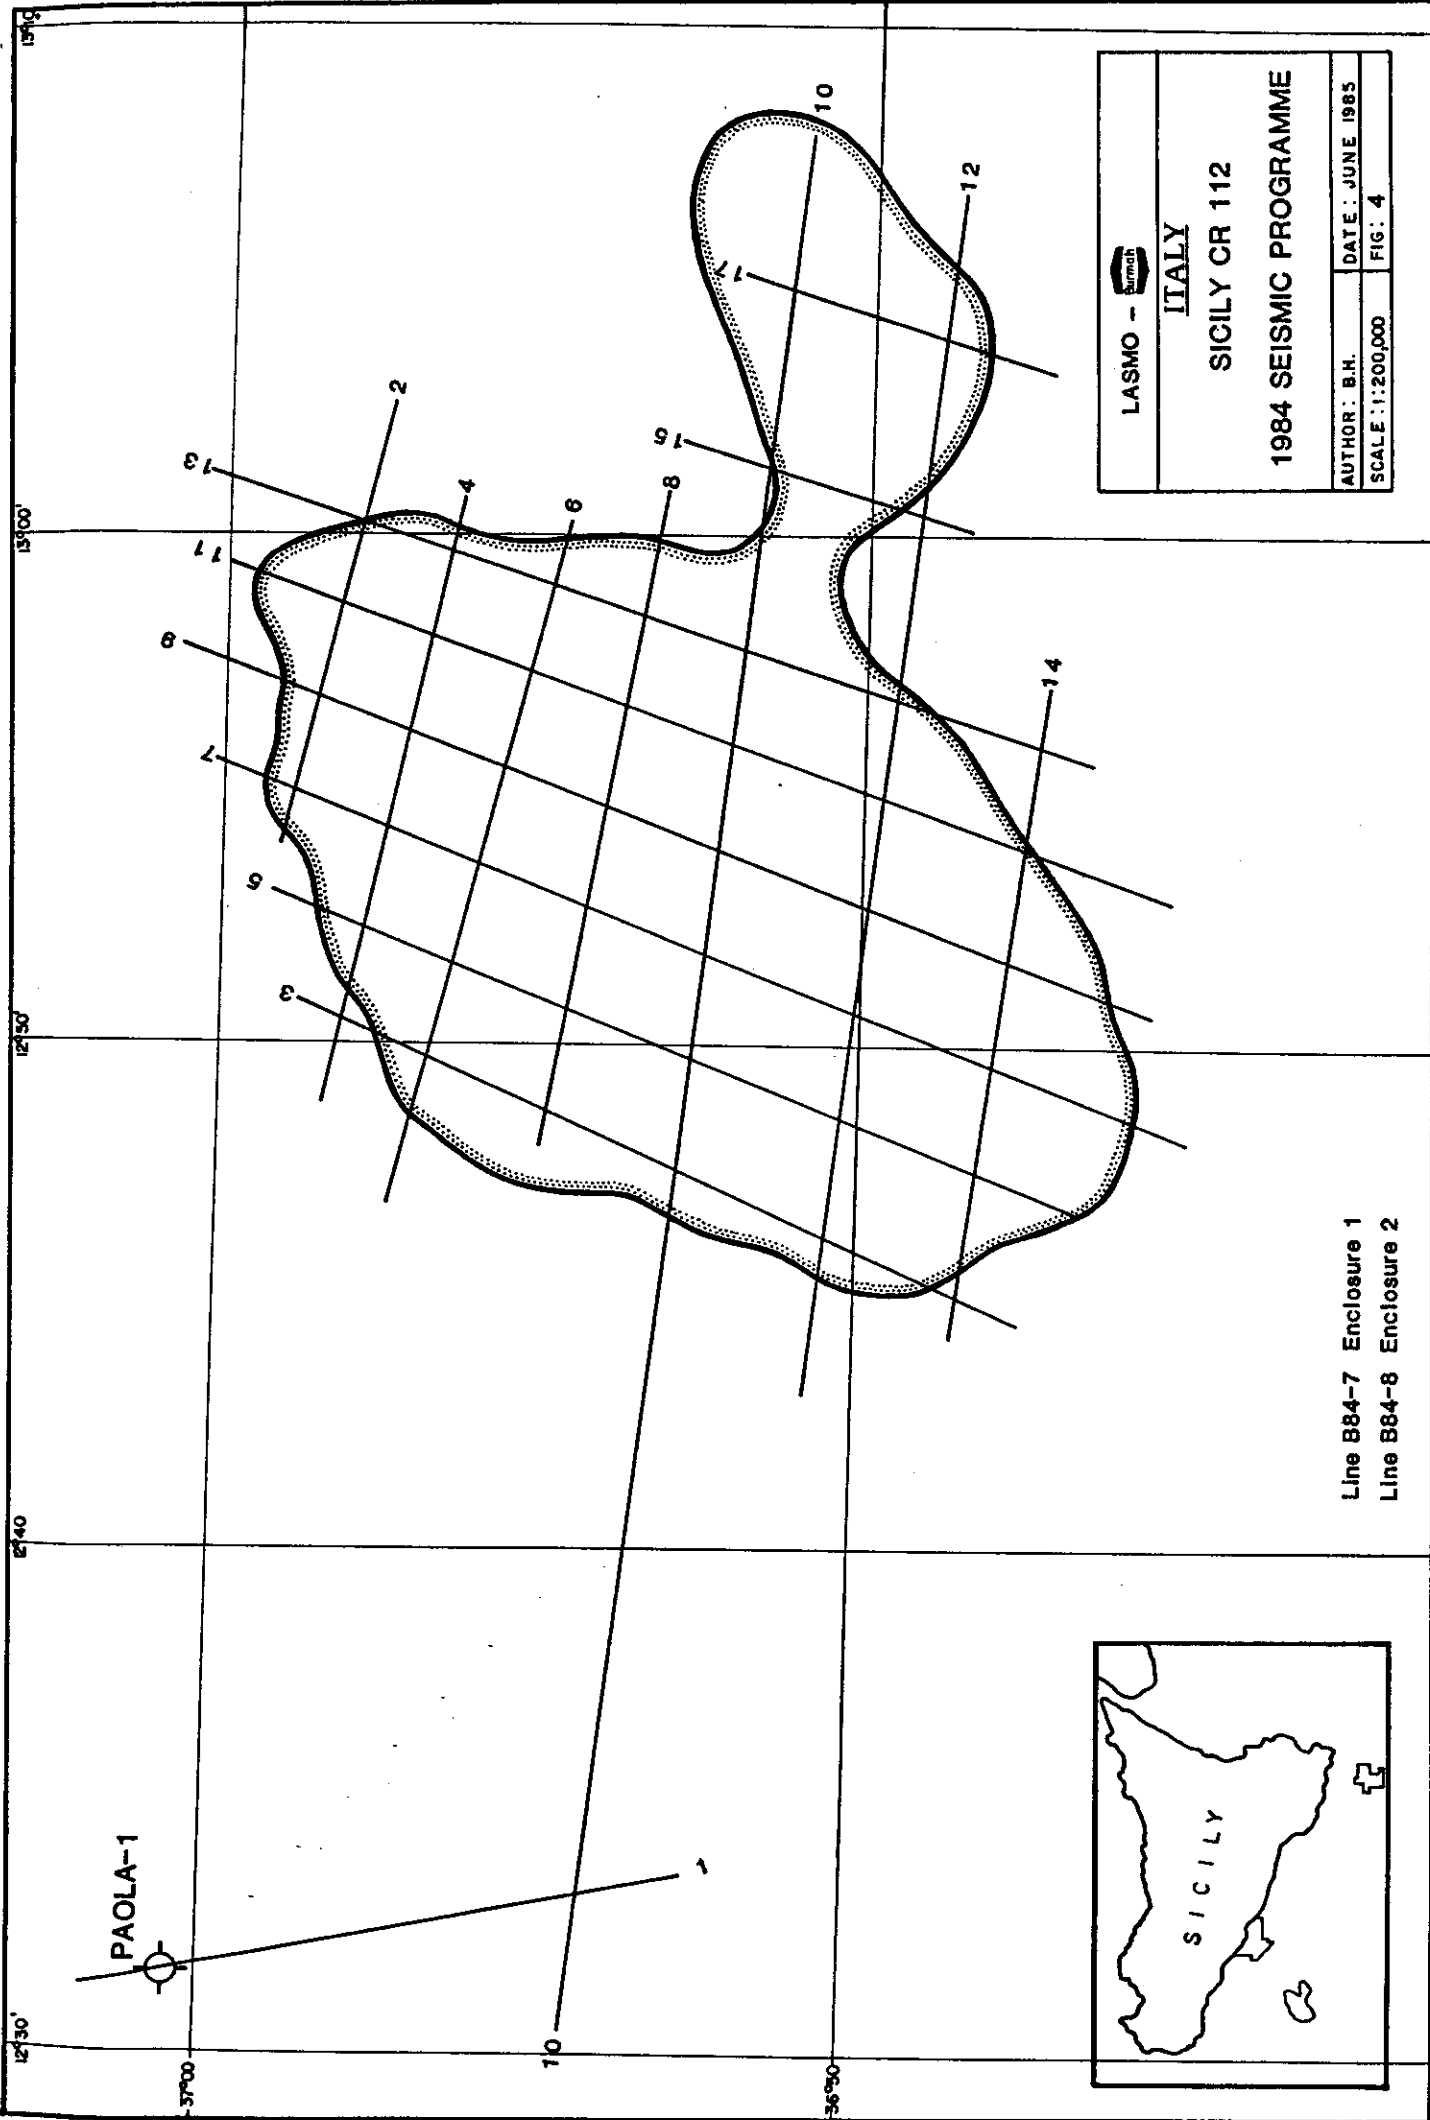 12°30'
12°40'
12°50'
13°00'
13°10'
37°00'
36°50'
PAOLA-1
1
10
3
5
7
9
11
13
2
4
6
8
15
17
10
12
14
SICILY
Line B84-7 Enclosure 1
Line B84-8 Enclosure 2
LASMO - Burmah
ITALY
SICILY CR 112
1984 SEISMIC PROGRAMME
AUTHOR: B.H.
DATE: JUNE 1985
SCALE: 1:200,000
FIG: 4